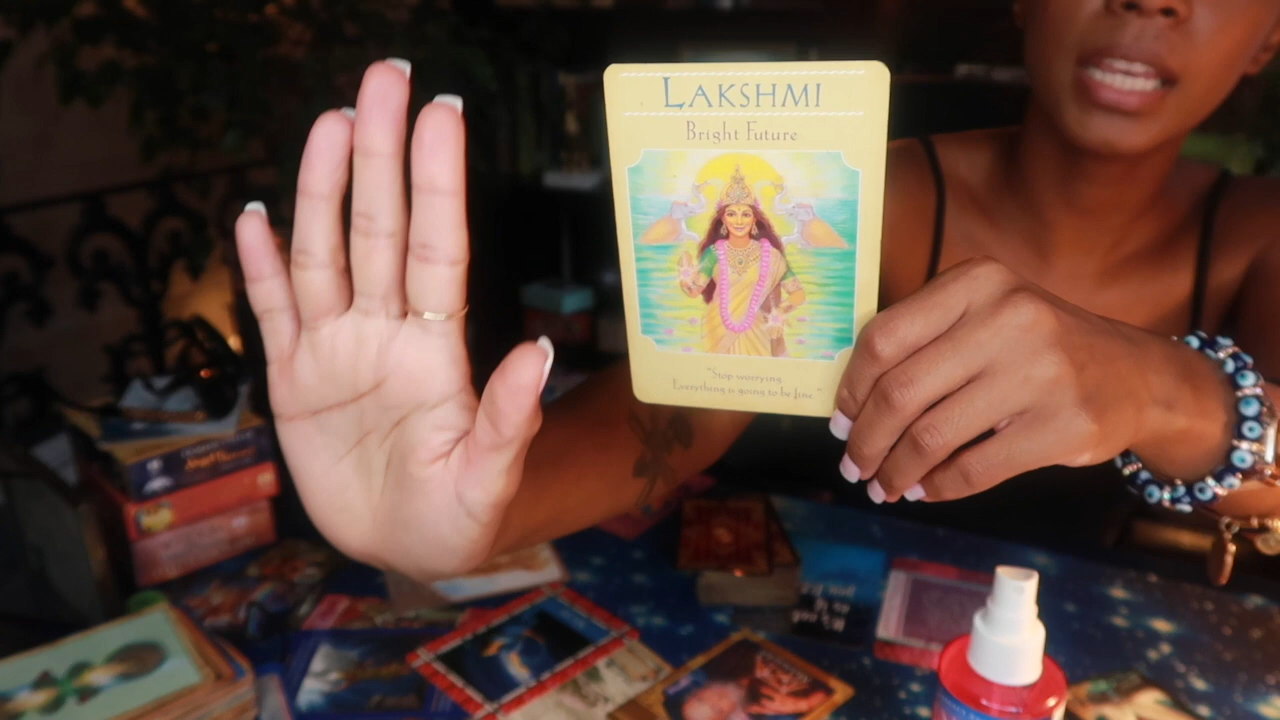 LAKSHMI
Bright Future
"Stop worrying
Everything is going to be fine."